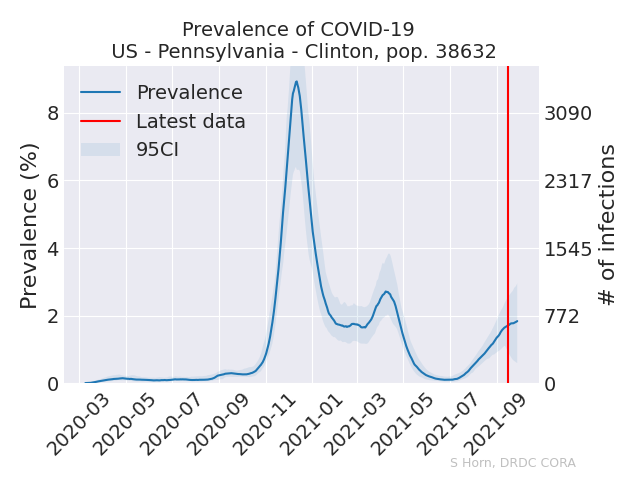 Prevalence of COVID-19
US - Pennsylvania - Clinton, pop. 38632
Prevalence
Latest data
95CI
Prevalence (%)
8
6
4
2
0
3090
2317
1545
772
0
# of infections
2020-03
2020-05
2020-07
2020-09
2020-11
2021-01
2021-03
2021-05
2021-07
2021-09
S Horn, DRDC CORA